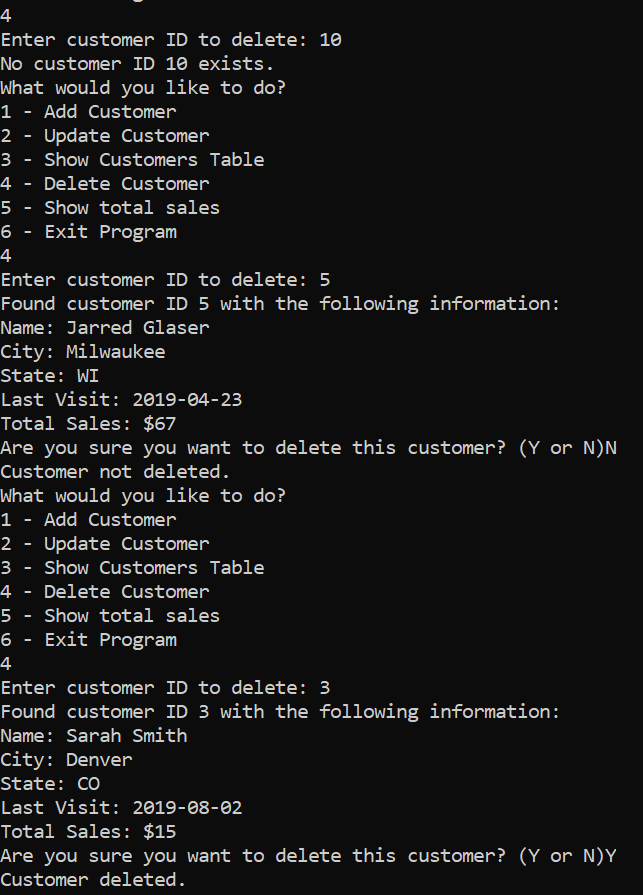 4
Enter customer ID to delete: 10
No customer ID 10 exists.
What would you like to do?
1 - Add Customer
2 - Update Customer
3 - Show Customers Table
4 - Delete Customer
5 - Show total sales
6 - Exit Program
4
Enter customer ID to delete: 5
Found customer ID 5 with the following information:
Name: Jarred Glaser
City: Milwaukee
State: WI
Last Visit: 2019-04-23
Total Sales: $67
Are you sure you want to delete this customer? (Y or N)N
Customer not deleted.
What would you like to do?
1 - Add Customer
2 - Update Customer
3 - Show Customers Table
4 - Delete Customer
5 - Show total sales
6 - Exit Program
4
Enter customer ID to delete: 3
Found customer ID 3 with the following information:
Name: Sarah Smith
City: Denver
State: CO
Last Visit: 2019-08-02
Total Sales: $15
Are you sure you want to delete this customer? (Y or N)Y
Customer deleted.